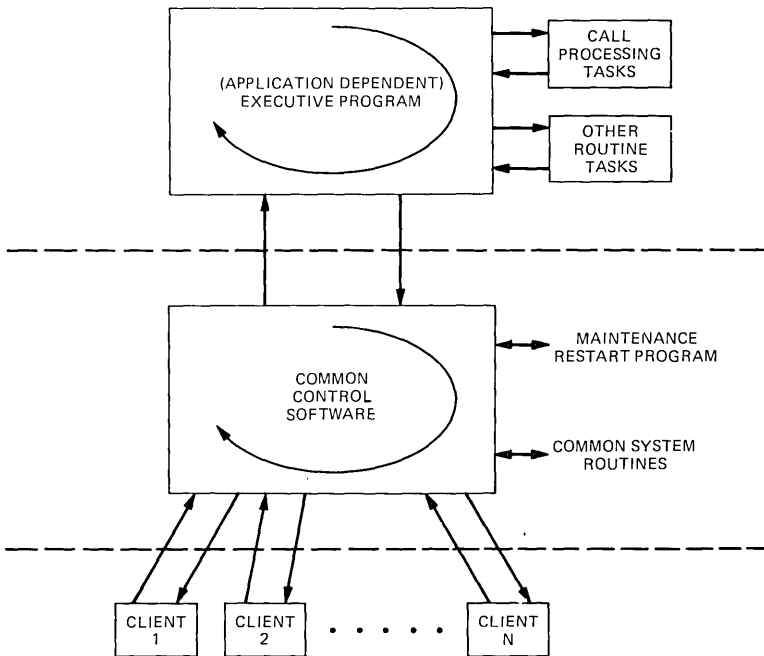 (APPLICATION DEPENDENT)
EXECUTIVE PROGRAM
CALL
PROCESSING
TASKS
OTHER
ROUTINE
TASKS
COMMON
CONTROL
SOFTWARE
MAINTENANCE
RESTART PROGRAM
COMMON SYSTEM
ROUTINES
CLIENT
1
CLIENT
2
CLIENT
N